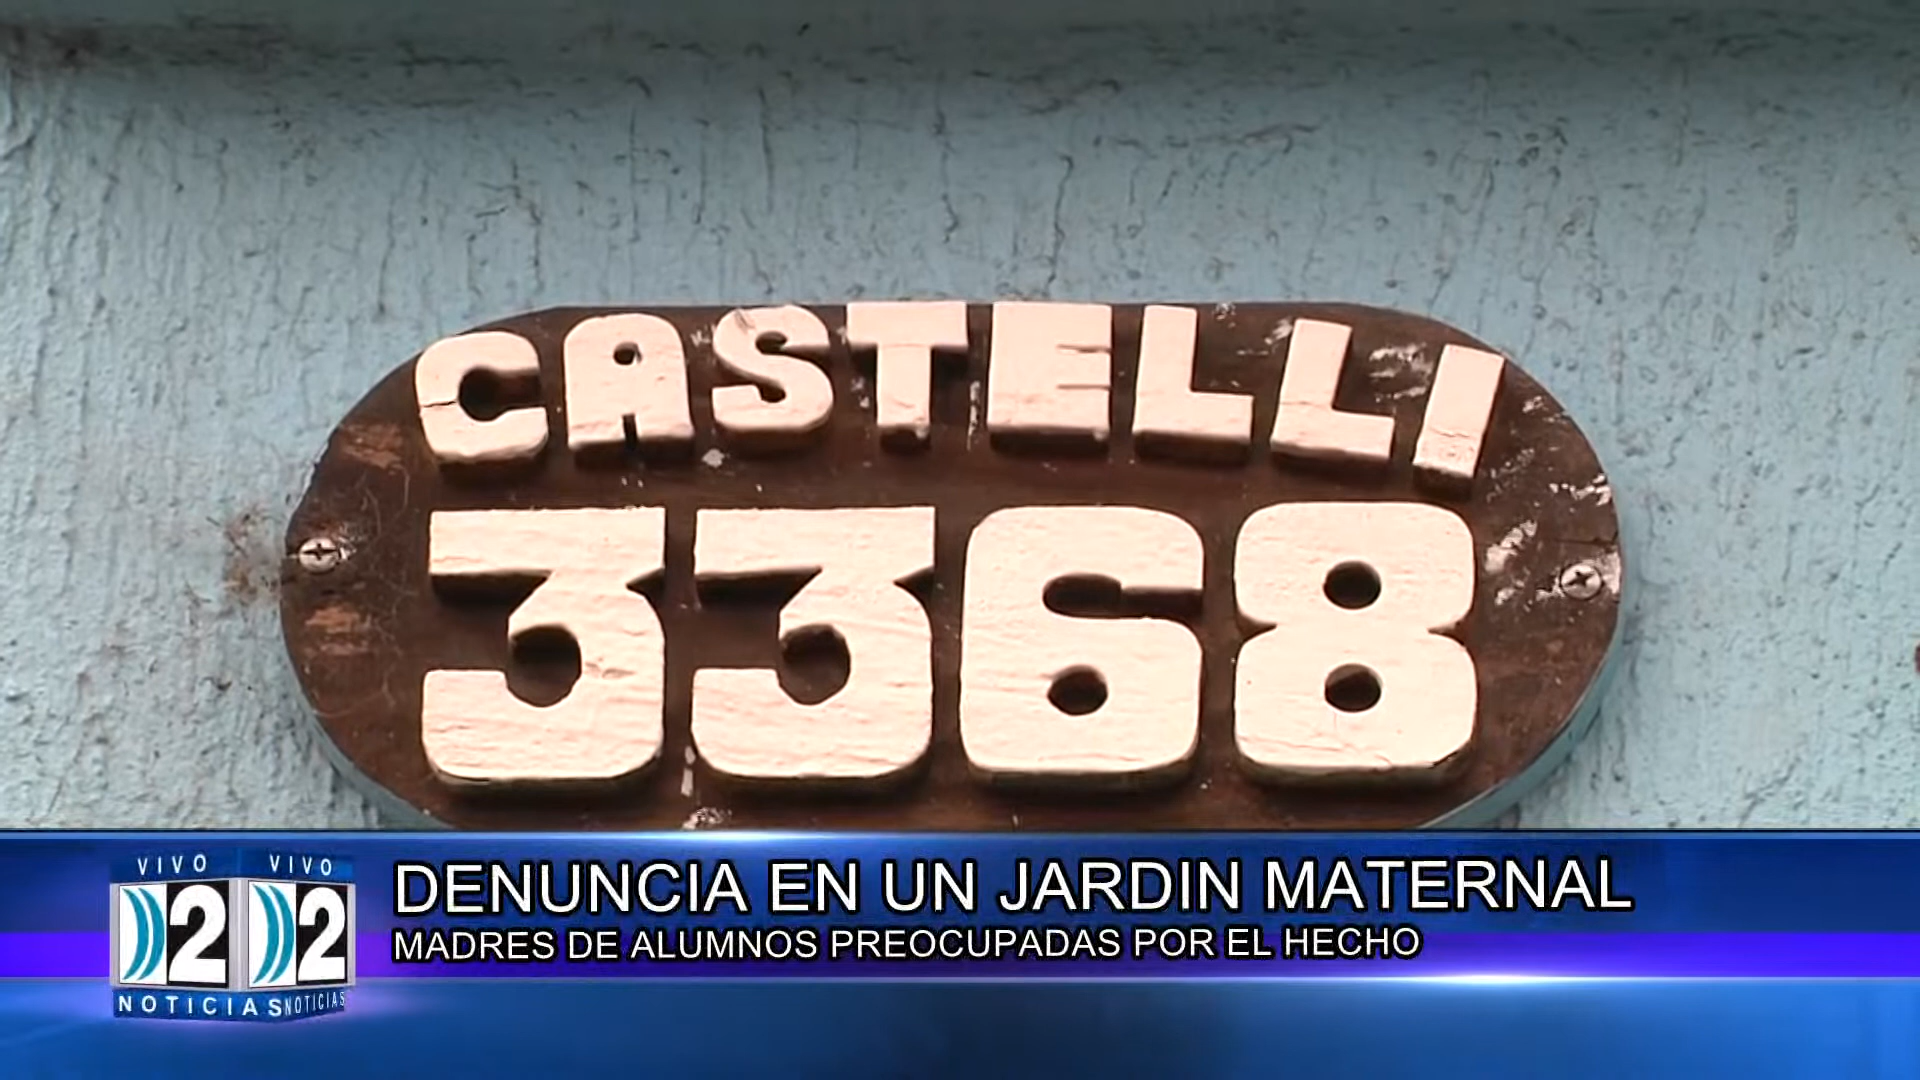 CASTELLI
3368
VIVO VIVO
2 2
NOTICIAS NOTICIAS
DENUNCIA EN UN JARDIN MATERNAL
MADRES DE ALUMNOS PREOCUPADAS POR EL HECHO